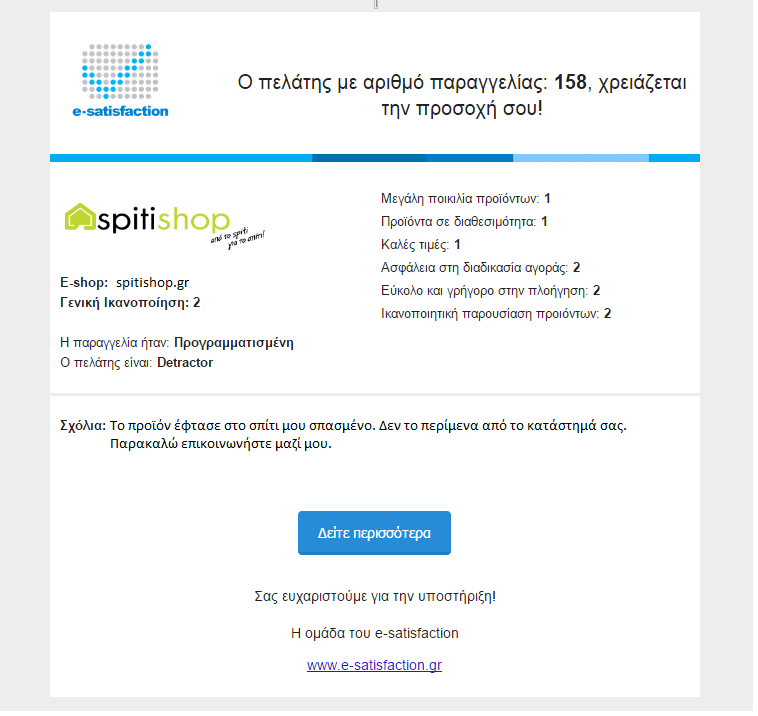 e-satisfaction
Ο πελάτης με αριθμό παραγγελίας: 158, χρειάζεται
την προσοχή σου!
spitishop
από το spiti
για το σπίτι!
E-shop: spitishop.gr
Γενική Ικανοποίηση: 2
Η παραγγελία ήταν: Προγραμματισμένη
Ο πελάτης είναι: Detractor
Μεγάλη ποικιλία προϊόντων: 1
Προϊόντα σε διαθεσιμότητα: 1
Καλές τιμές: 1
Ασφάλεια στη διαδικασία αγοράς: 2
Εύκολο και γρήγορο στην πλοήγηση: 2
Ικανοποιητική παρουσίαση προιόντων: 2
Σχόλια: Το προϊόν έφτασε στο σπίτι μου σπασμένο. Δεν το περίμενα από το κατάστημά σας.
Παρακαλώ επικοινωνήστε μαζί μου.
Δείτε περισσότερα
Σας ευχαριστούμε για την υποστήριξη!
Η ομάδα του e-satisfaction
www.e-satisfaction.gr